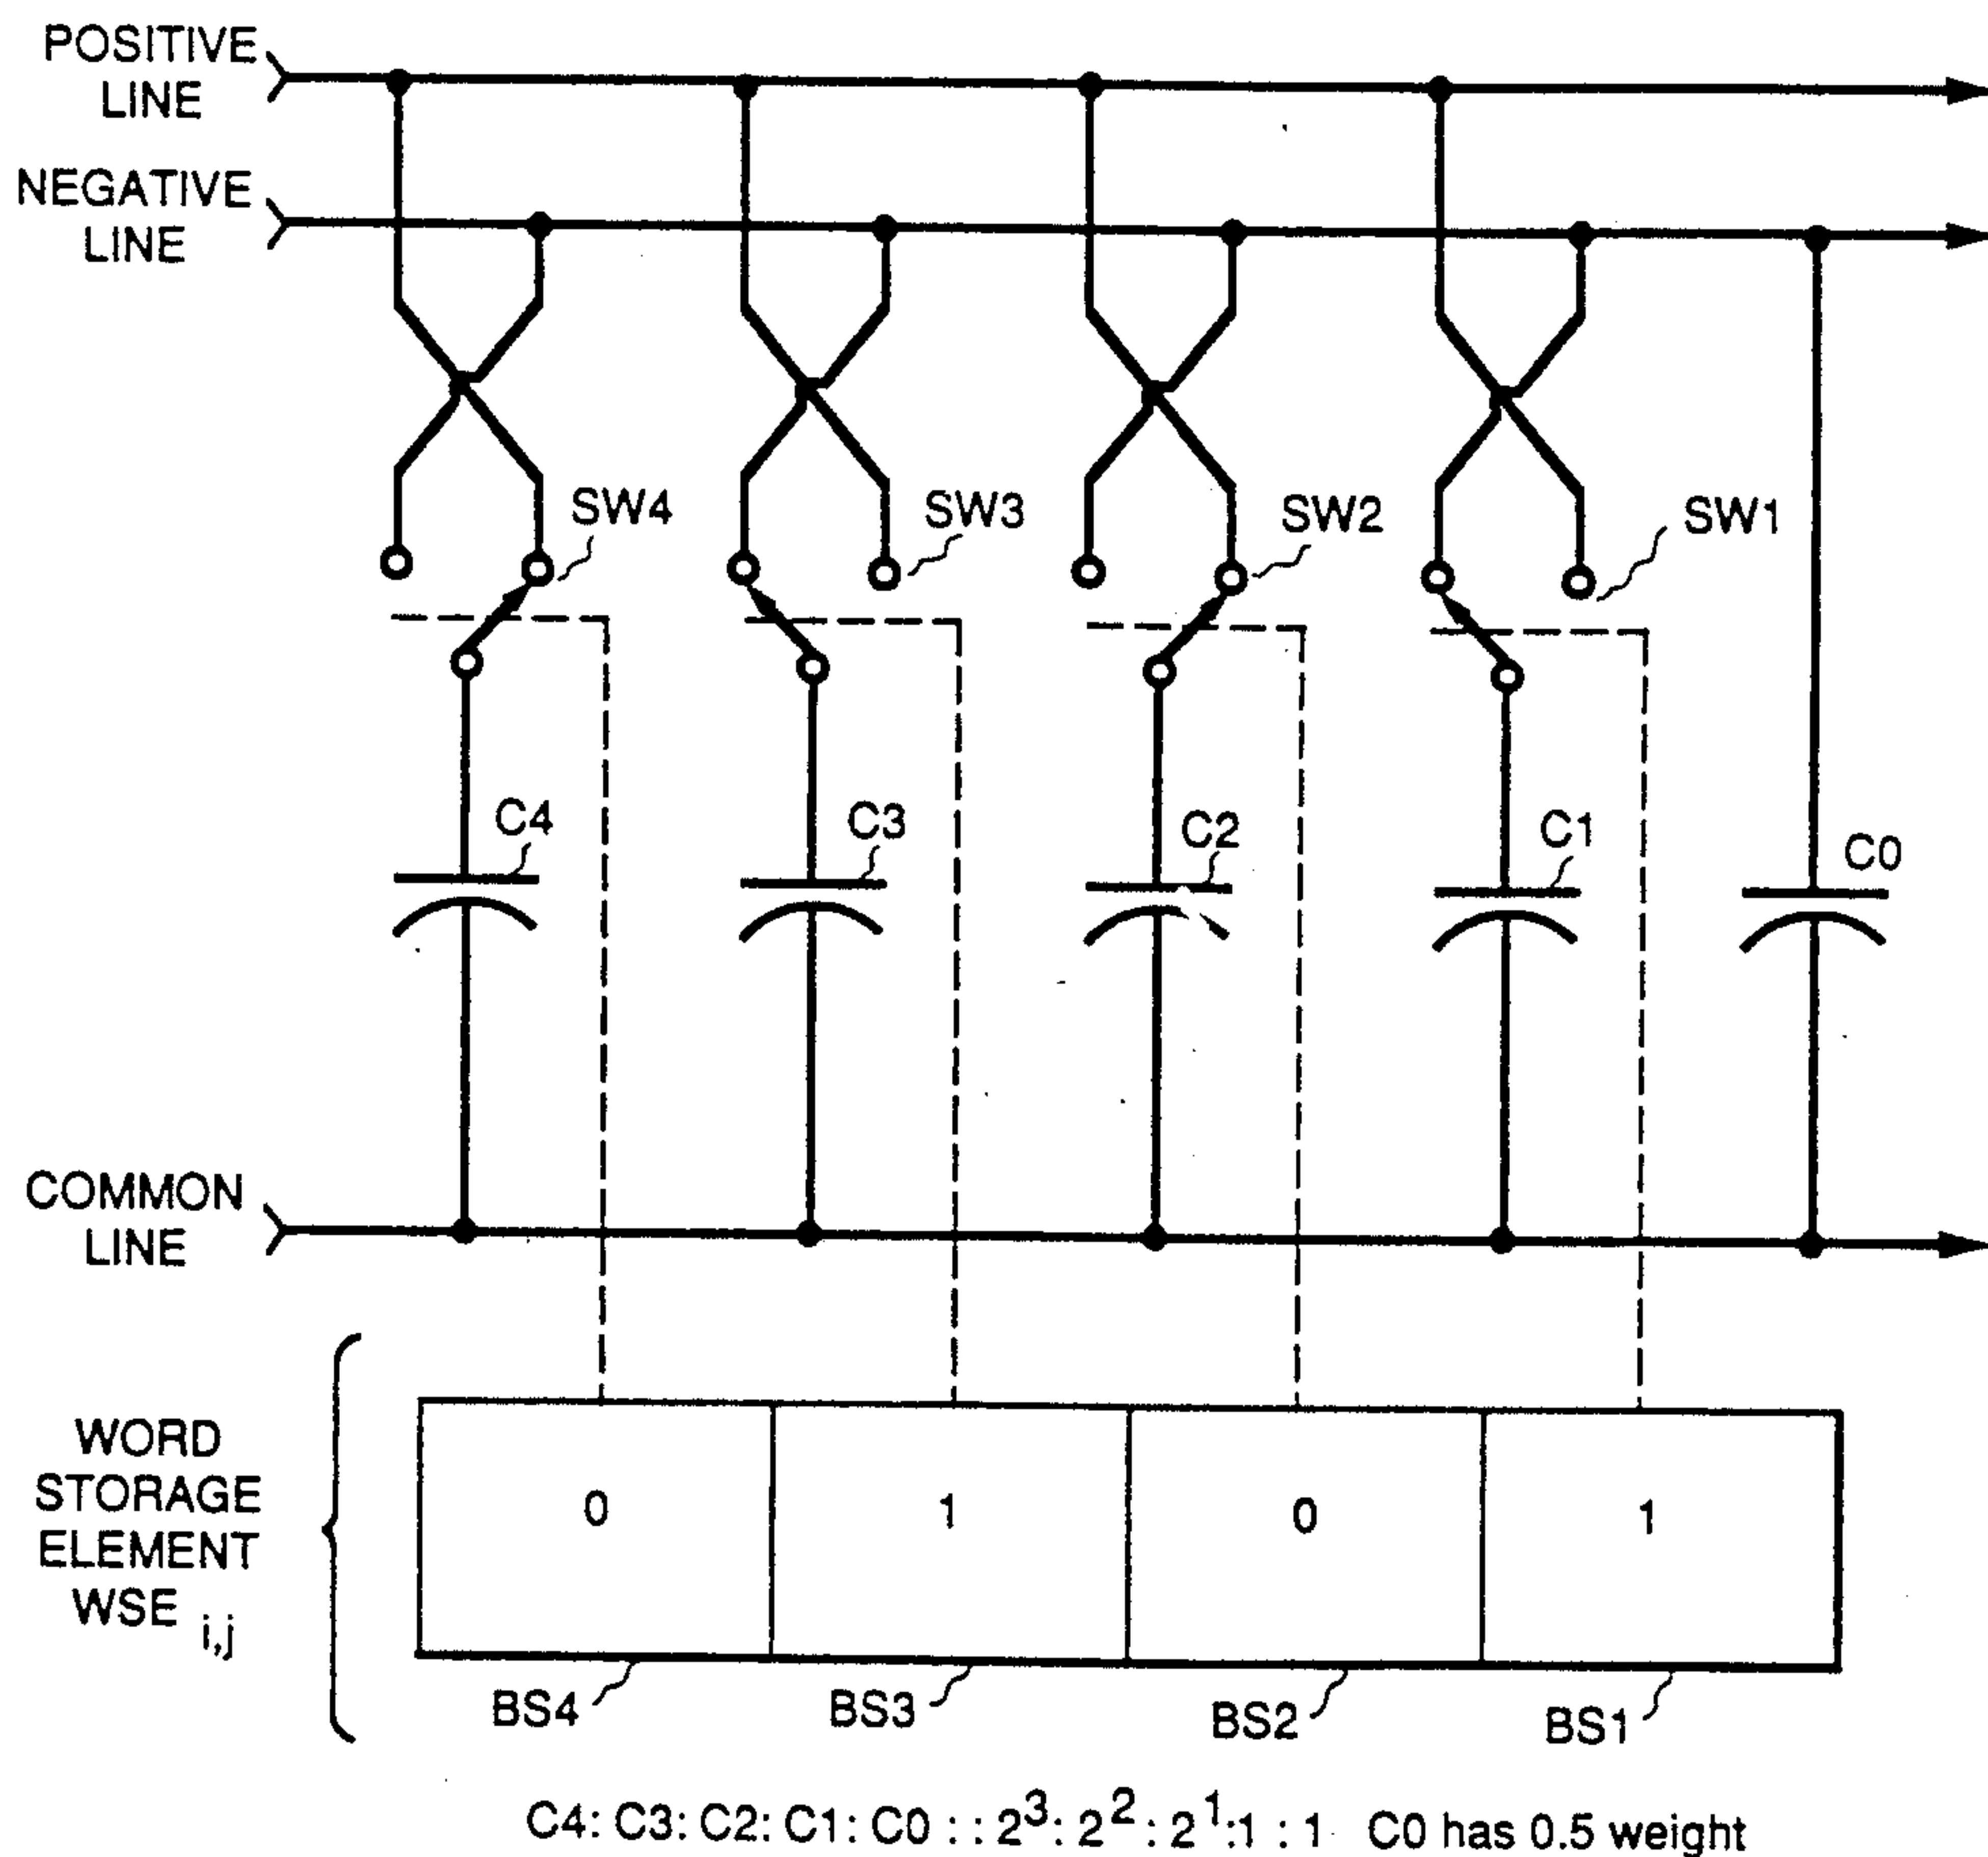 POSITIVE
LINE
NEGATIVE
LINE
SW4
SW3
SW2
SW1
C4
C3
C2
C1
C0
COMMON
LINE
WORD
STORAGE
ELEMENT
WSE i,j
0
1
0
1
BS4
BS3
BS2
BS1
C4: C3: C2: C1: C0 : : 2³: 2² : 2¹:1 : 1 C0 has 0.5 weight